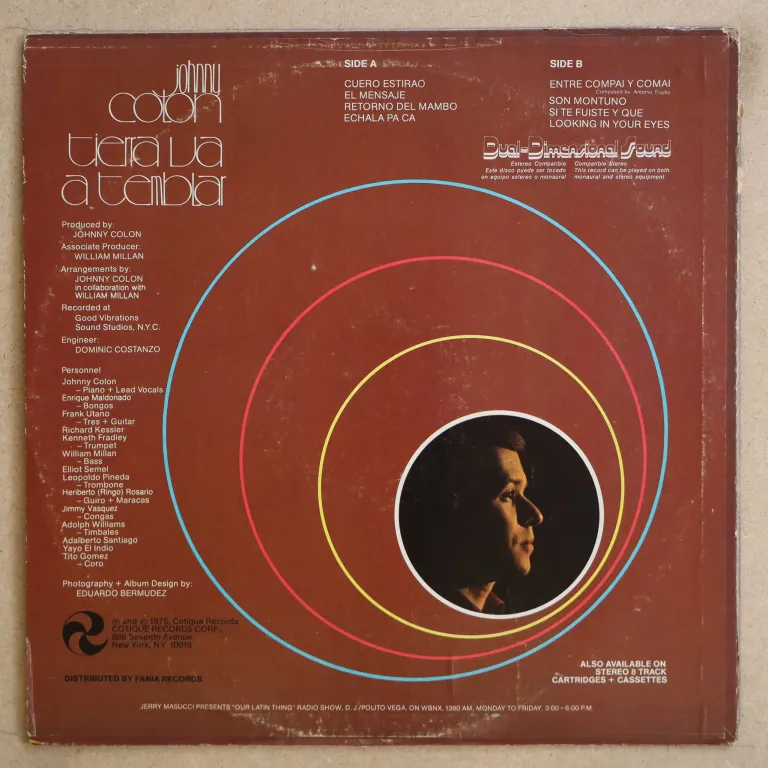 johnny
colón
tierra va
a temblar
SIDE A
CUERO ESTIRAO
EL MENSAJE
RETORNO DEL MAMBO
ECHALA PA CA
SIDE B
ENTRE COMPAI Y COMAI
Composed by: Antonio Trujillo
SON MONTUNO
SI TE FUISTE Y QUE
LOOKING IN YOUR EYES
Dual-Dimensional Sound
Estereo Compatible
Este disco puede ser tocado
en equipo estereo o monaural
Compatible Stereo
This record can be played on both
monaural and stereo equipment
Produced by:
JOHNNY COLON
Associate Producer:
WILLIAM MILLAN
Arrangements by:
JOHNNY COLON
in collaboration with
WILLIAM MILLAN
Recorded at
Good Vibrations
Sound Studios, N.Y.C.
Engineer:
DOMINIC COSTANZO
Personnel
Johnny Colon
– Piano + Lead Vocals
Enrique Maldonado
– Bongos
Frank Utano
– Tres + Guitar
Richard Kessler
Kenneth Fradley
– Trumpet
William Millan
– Bass
Elliot Semel
Leopoldo Pineda
– Trombone
Heriberto (Ringo) Rosario
– Guiro + Maracas
Jimmy Vasquez
– Congas
Adolph Williams
– Timbales
Adalberto Santiago
Yayo El Indio
Tito Gomez
– Coro
Photography + Album Design by:
EDUARDO BERMUDEZ
℗ and © 1975, Cotique Records
COTIQUE RECORDS CORP.,
888 Seventh Avenue
New York, NY 10019
DISTRIBUTED BY FANIA RECORDS
ALSO AVAILABLE ON
STEREO 8 TRACK
CARTRIDGES + CASSETTES
JERRY MASUCCI PRESENTS "OUR LATIN THING" RADIO SHOW, D. J./POLITO VEGA, ON WBNX, 1380 AM, MONDAY TO FRIDAY. 3:00 - 6:00 P.M.